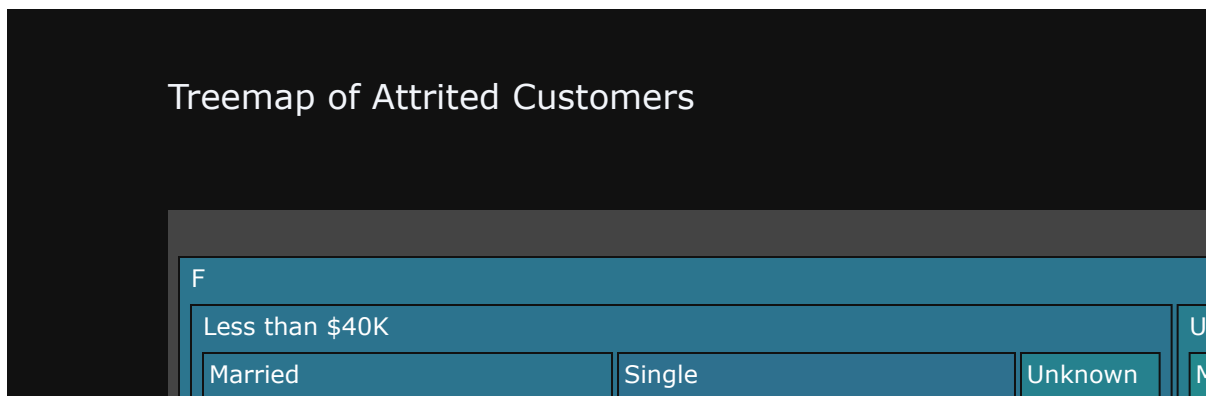 Treemap of Attrited Customers
F
Less than $40K
Married
Single
Unknown